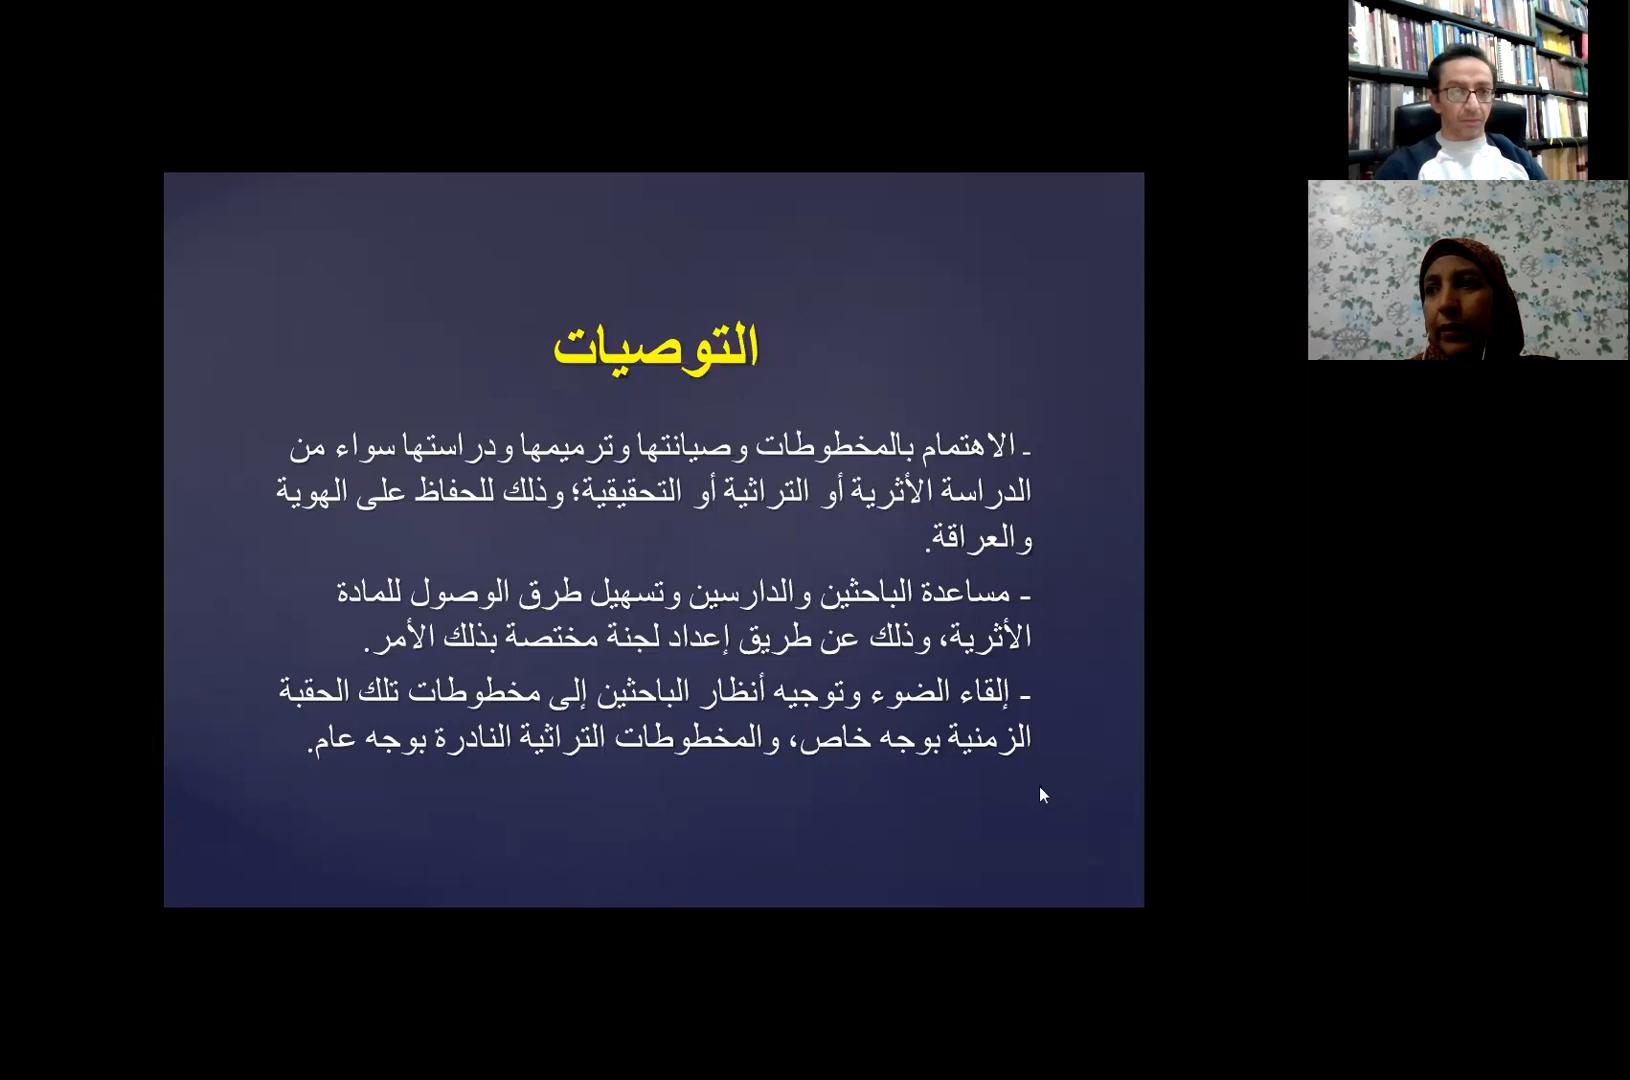 التوصيات
- الاهتمام بالمخطوطات وصيانتها وترميمها ودراستها سواء من
الدراسة الأثرية أو التراثية أو التحقيقية؛ وذلك للحفاظ على الهوية
والعراقة.
- مساعدة الباحثين والدارسين وتسهيل طرق الوصول للمادة
الأثرية، وذلك عن طريق إعداد لجنة مختصة بذلك الأمر.
- إلقاء الضوء وتوجيه أنظار الباحثين إلى مخطوطات تلك الحقبة
الزمنية بوجه خاص، والمخطوطات التراثية النادرة بوجه عام.